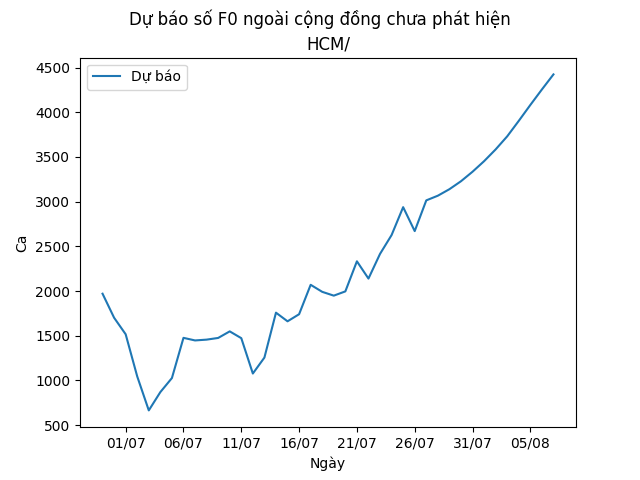 Dự báo số F0 ngoài cộng đồng chưa phát hiện
HCM/
Dự báo
4500
4000
3500
3000
2500
2000
1500
1000
500
Ca
01/07 06/07 11/07 16/07 21/07 26/07 31/07 05/08
Ngày